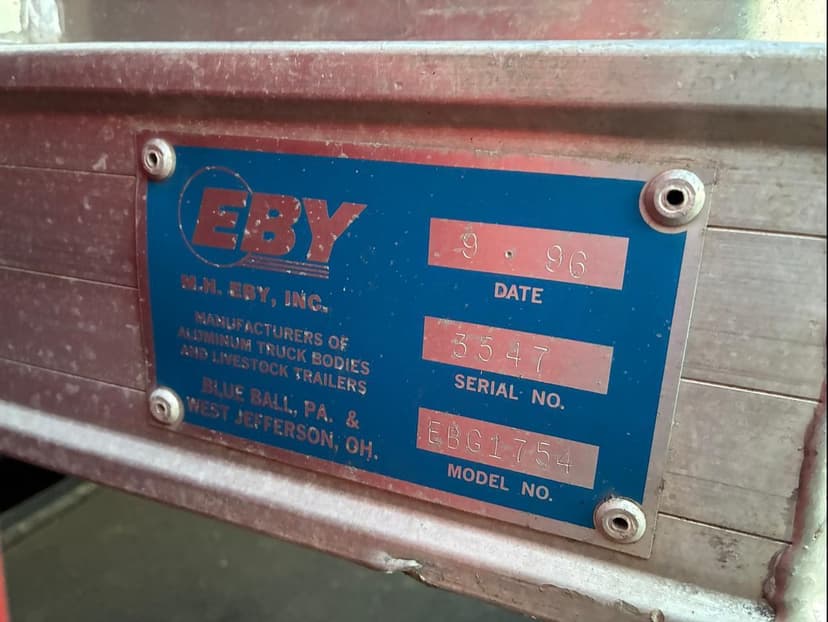 EBY
M.H. EBY, INC.
MANUFACTURERS OF
ALUMINUM TRUCK BODIES
AND LIVESTOCK TRAILERS
BLUE BALL, PA. &
WEST JEFFERSON, OH.
9 · 96
DATE
3547
SERIAL NO.
EBG1754
MODEL NO.